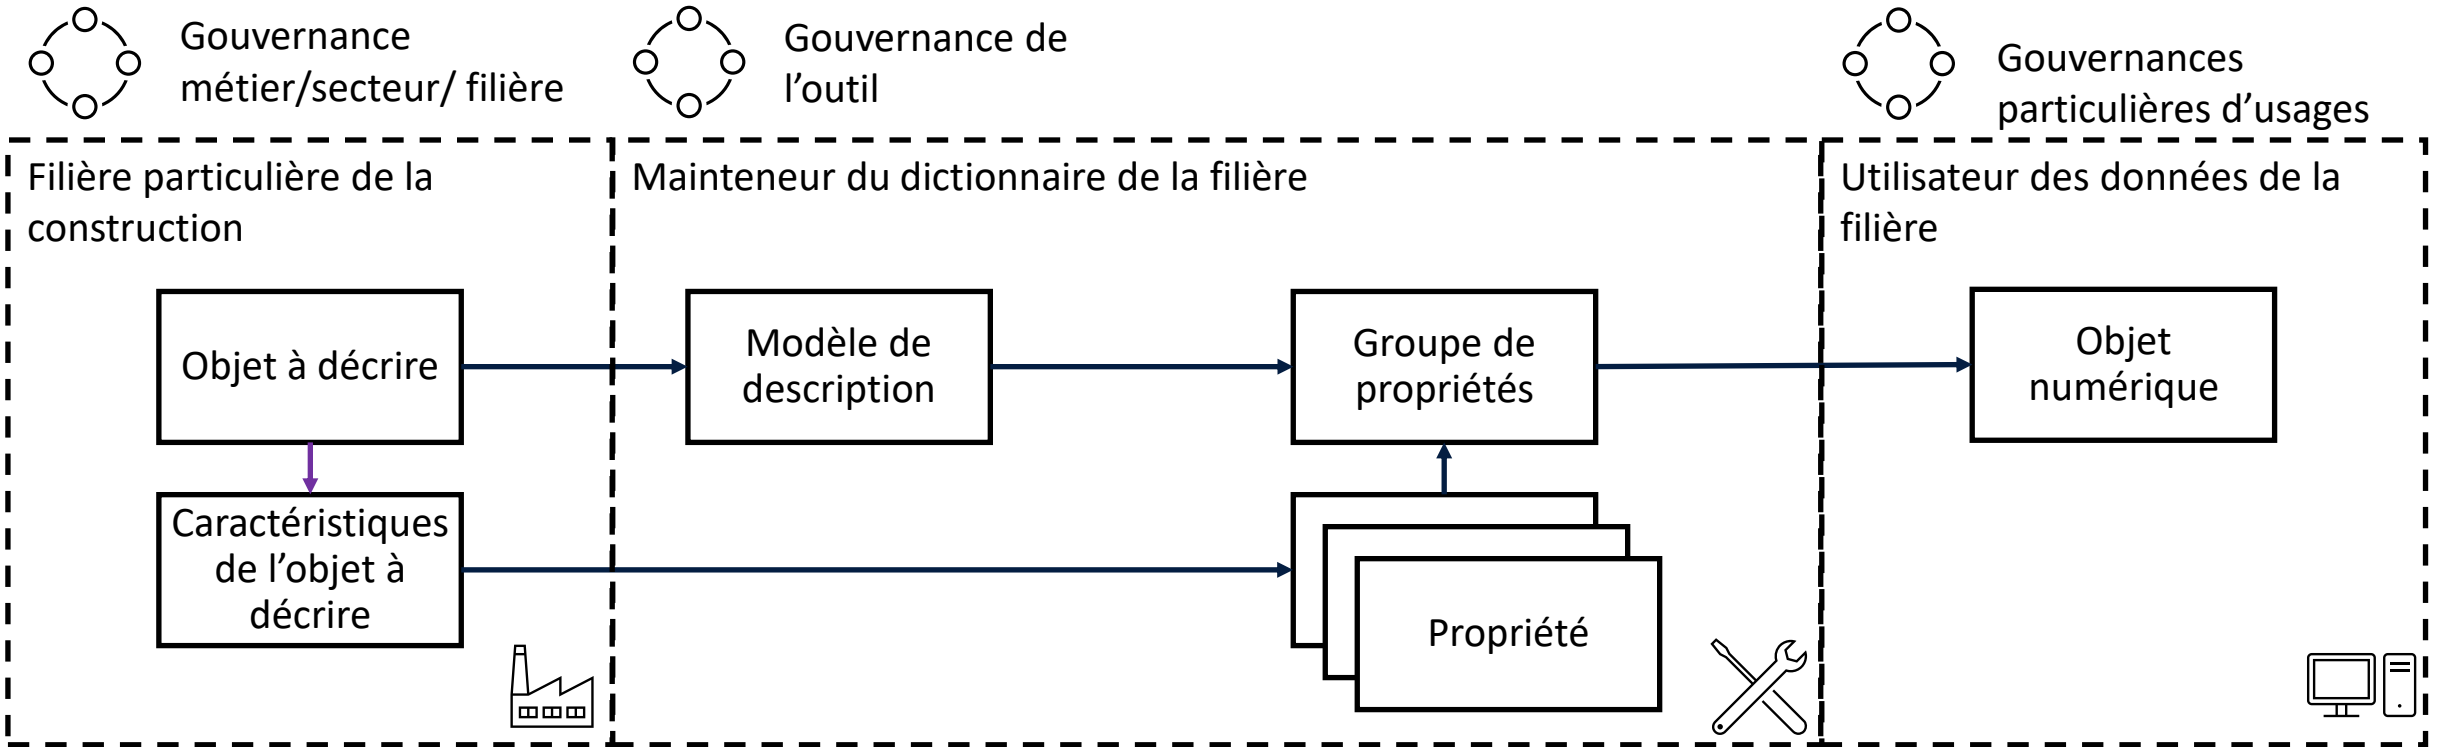 Gouvernance
métier/secteur/ filière
Gouvernance de
l’outil
Gouvernances
particulières d’usages
Filière particulière de la
construction
Mainteneur du dictionnaire de la filière
Utilisateur des données de la
filière
Objet à décrire
Modèle de
description
Groupe de
propriétés
Objet
numérique
Caractéristiques
de l’objet à
décrire
Propriété